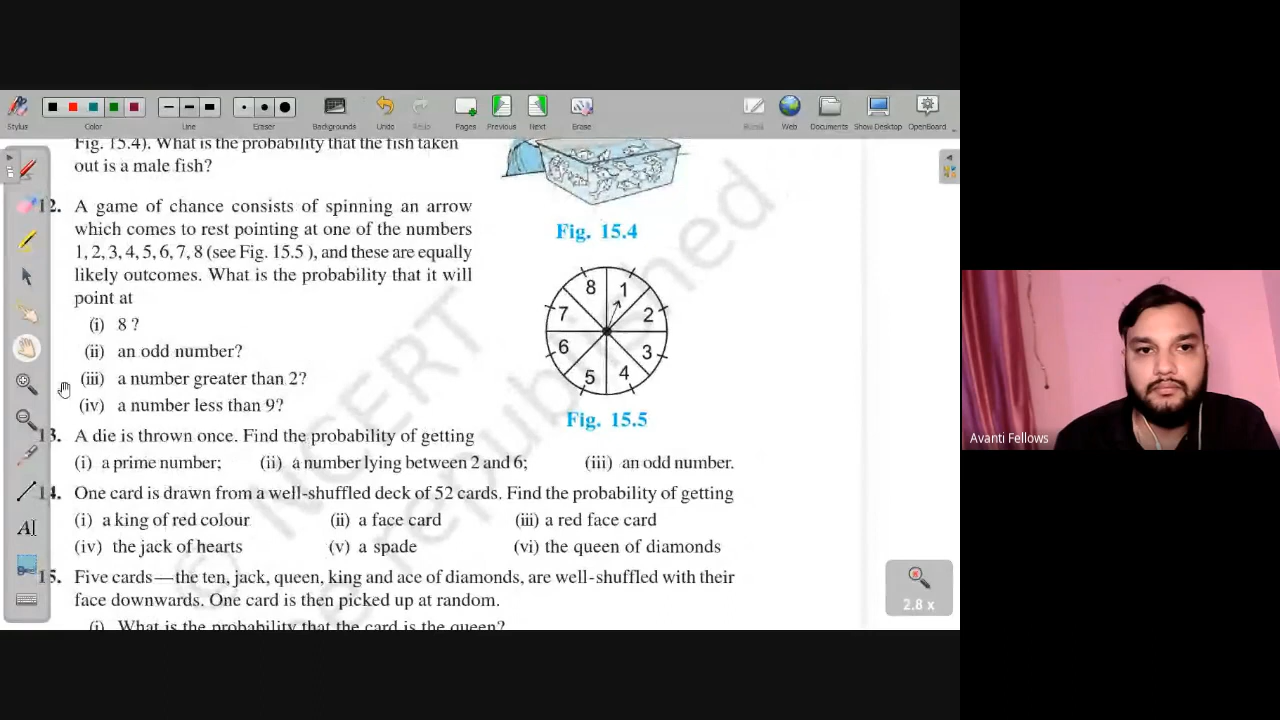 Stylus
Color
Line
Eraser
Backgrounds
Undo
Redo
Pages
Previous
Next
Erase
Web
Documents
Show Desktop
OpenBoard
Fig. 15.4). What is the probability that the fish taken
out is a male fish?
12. A game of chance consists of spinning an arrow
which comes to rest pointing at one of the numbers
1, 2, 3, 4, 5, 6, 7, 8 (see Fig. 15.5 ), and these are equally
likely outcomes. What is the probability that it will
point at
(i) 8 ?
(ii) an odd number?
(iii) a number greater than 2?
(iv) a number less than 9?
Fig. 15.4
8 1
7 2
6 3
5 4
Fig. 15.5
13. A die is thrown once. Find the probability of getting
(i) a prime number; (ii) a number lying between 2 and 6; (iii) an odd number.
14. One card is drawn from a well-shuffled deck of 52 cards. Find the probability of getting
(i) a king of red colour (ii) a face card (iii) a red face card
(iv) the jack of hearts (v) a spade (vi) the queen of diamonds
15. Five cards—the ten, jack, queen, king and ace of diamonds, are well-shuffled with their
face downwards. One card is then picked up at random.
(i) What is the probability that the card is the queen?
© NCERT
be republished
AI
2.8 x
Avanti Fellows